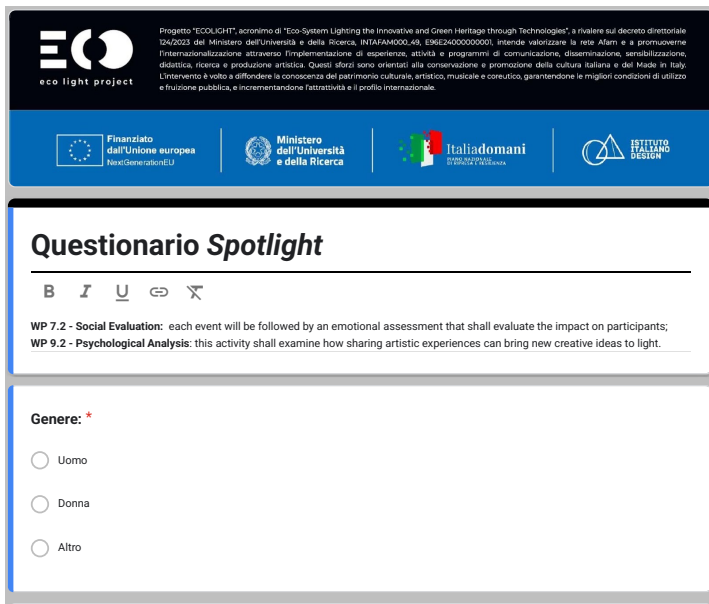 ECO
eco light project
Progetto "ECOLIGHT", acronimo di "Eco-System Lighting the Innovative and Green Heritage through Technologies", a rivalere sul decreto direttoriale
124/2023 del Ministero dell'Università e della Ricerca, INTAFAM000_49, E96E24000000001, intende valorizzare la rete Afam e a promuoverne
l'internazionalizzazione attraverso l'implementazione di esperienze, attività e programmi di comunicazione, disseminazione, sensibilizzazione,
didattica, ricerca e produzione artistica. Questi sforzi sono orientati alla conservazione e promozione della cultura italiana e del Made in Italy.
L'intervento è volto a diffondere la conoscenza del patrimonio culturale, artistico, musicale e coreutico, garantendone le migliori condizioni di utilizzo
e fruizione pubblica, e incrementandone l'attrattività e il profilo internazionale.
Finanziato
dall'Unione europea
NextGenerationEU
Ministero
dell'Università
e della Ricerca
Italiadomani
PIANO NAZIONALE
DI RIPRESA E RESILIENZA
ISTITUTO
ITALIANO
DESIGN
Questionario Spotlight
B I U
WP 7.2 - Social Evaluation: each event will be followed by an emotional assessment that shall evaluate the impact on participants;
WP 9.2 - Psychological Analysis: this activity shall examine how sharing artistic experiences can bring new creative ideas to light.
Genere: *
Uomo
Donna
Altro